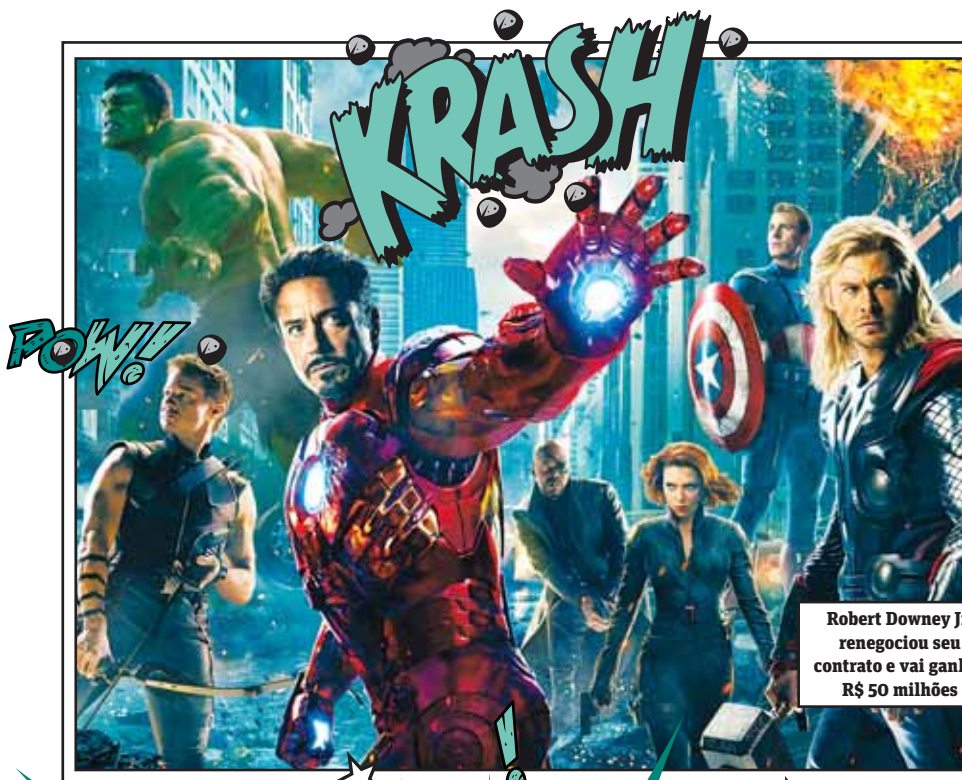 KRASH
POW!!
Robert Downey J
renegociou seu
contrato e vai ganh
R$ 50 milhões
!